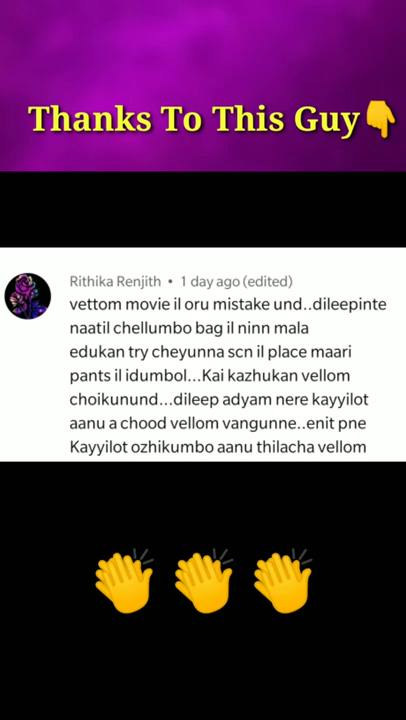 Thanks To This Guy👇
Rithika Renjith • 1 day ago (edited)
vettom movie il oru mistake und..dileepinte
naatil chellumbo bag il ninn mala
edukan try cheyunna scn il place maari
pants il idumbol...Kai kazhukan vellom
choikunund...dileep adyam nere kayyilot
aanu a chood vellom vangunne..enit pne
Kayyilot ozhikumbo aanu thilacha vellom